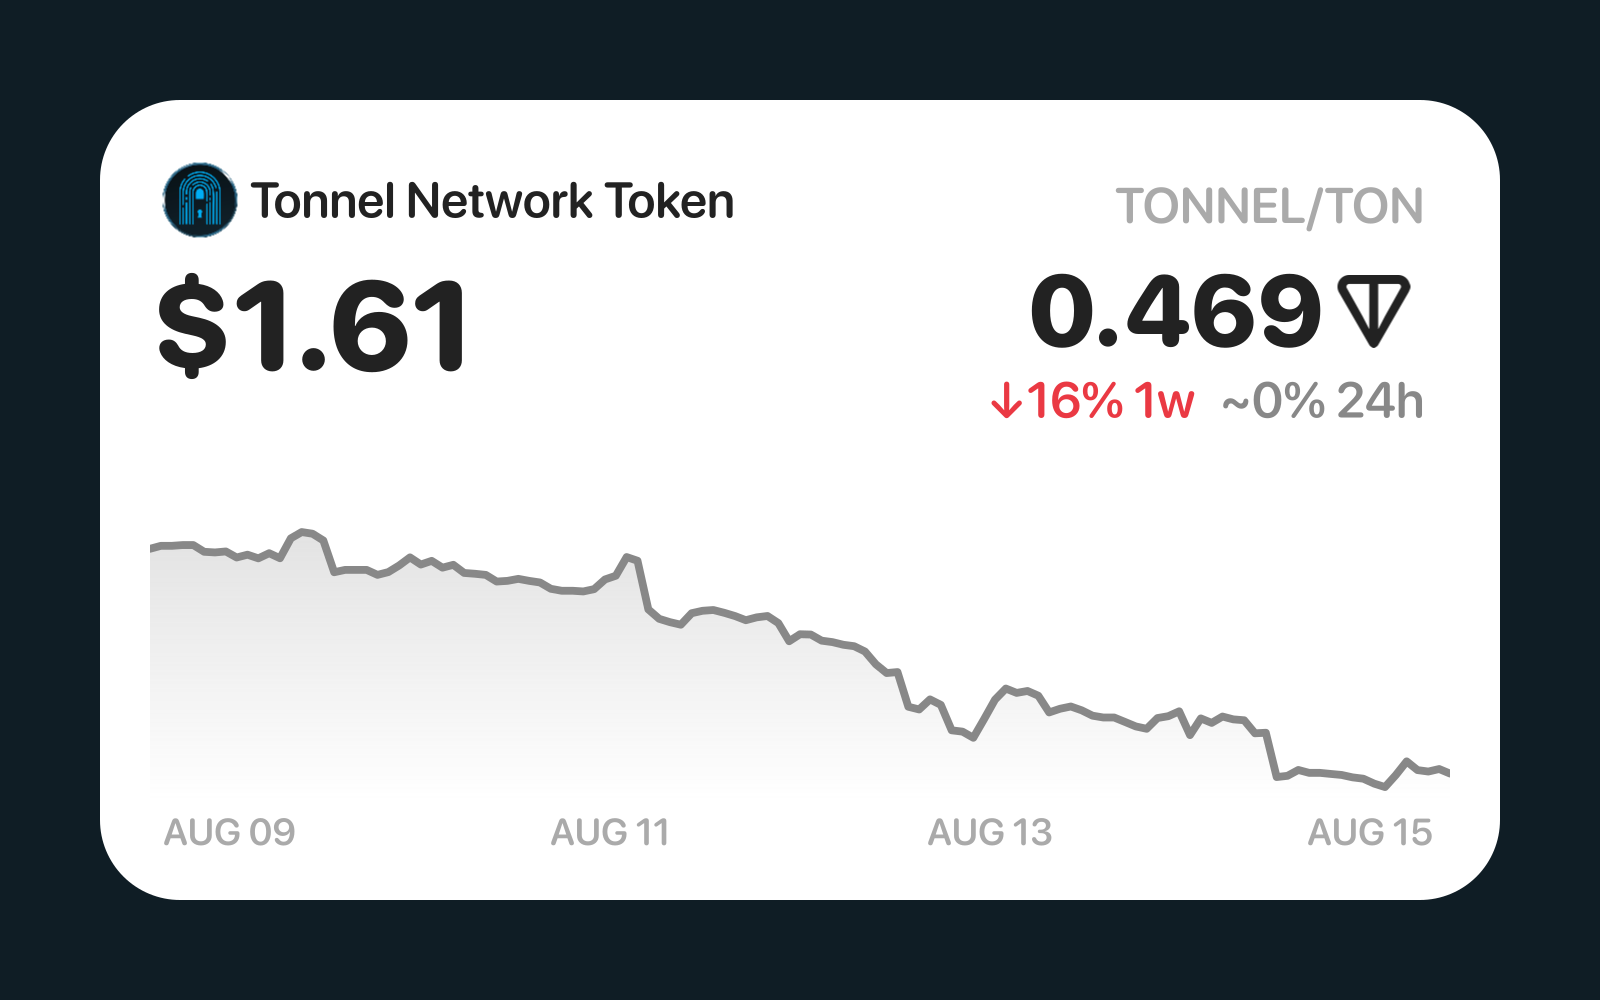 Tonnel Network Token
TONNEL/TON
$1.61
0.469
↓16% 1w ~0% 24h
AUG 09 AUG 11 AUG 13 AUG 15